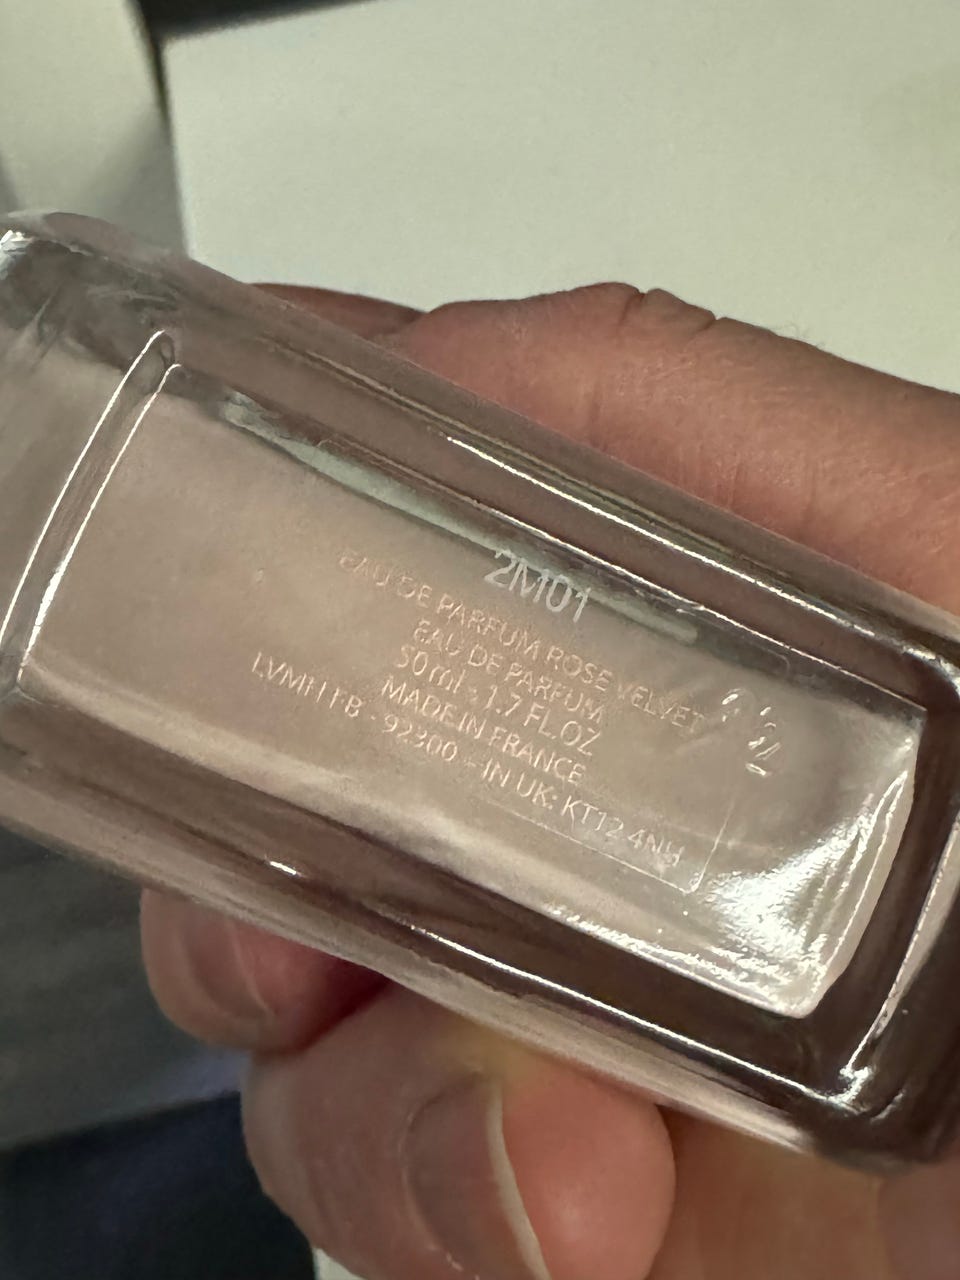 2M01
EAU DE PARFUM ROSE VELVET
EAU DE PARFUM
50 ml - 1.7 FL.OZ
MADE IN FRANCE
LVMH FB - 92300 - IN UK: KT12 4NH